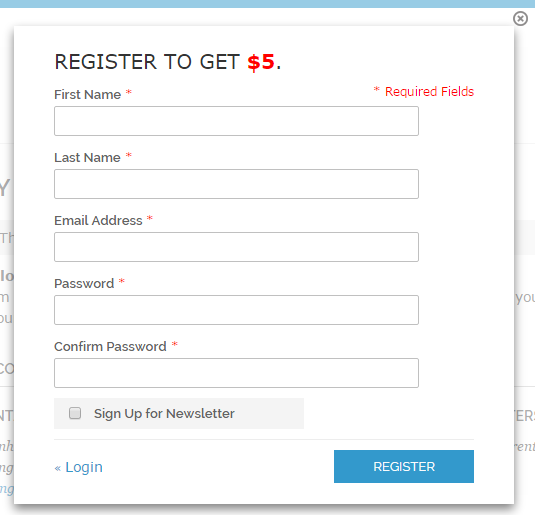 REGISTER TO GET $5.
* Required Fields
First Name *
Last Name *
Email Address *
Password *
Confirm Password *
Sign Up for Newsletter
« Login
REGISTER